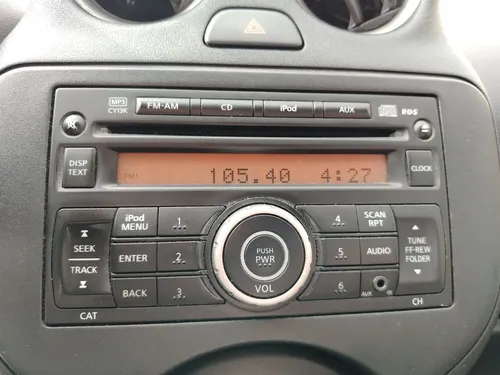 MP3
CY13K
FM-AM CD iPod AUX
RDS
DISP
TEXT
FM1 105.40 4:27
CLOCK
SEEK
TRACK
CAT
iPod
MENU
1
ENTER 2
BACK 3
PUSH
PWR
VOL
4 SCAN
RPT
5 AUDIO
6 AUX IN
TUNE
FF-REW
FOLDER
CH